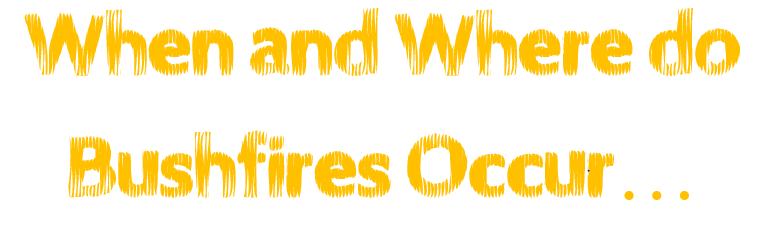 When and Where do
Bushfires Occur...